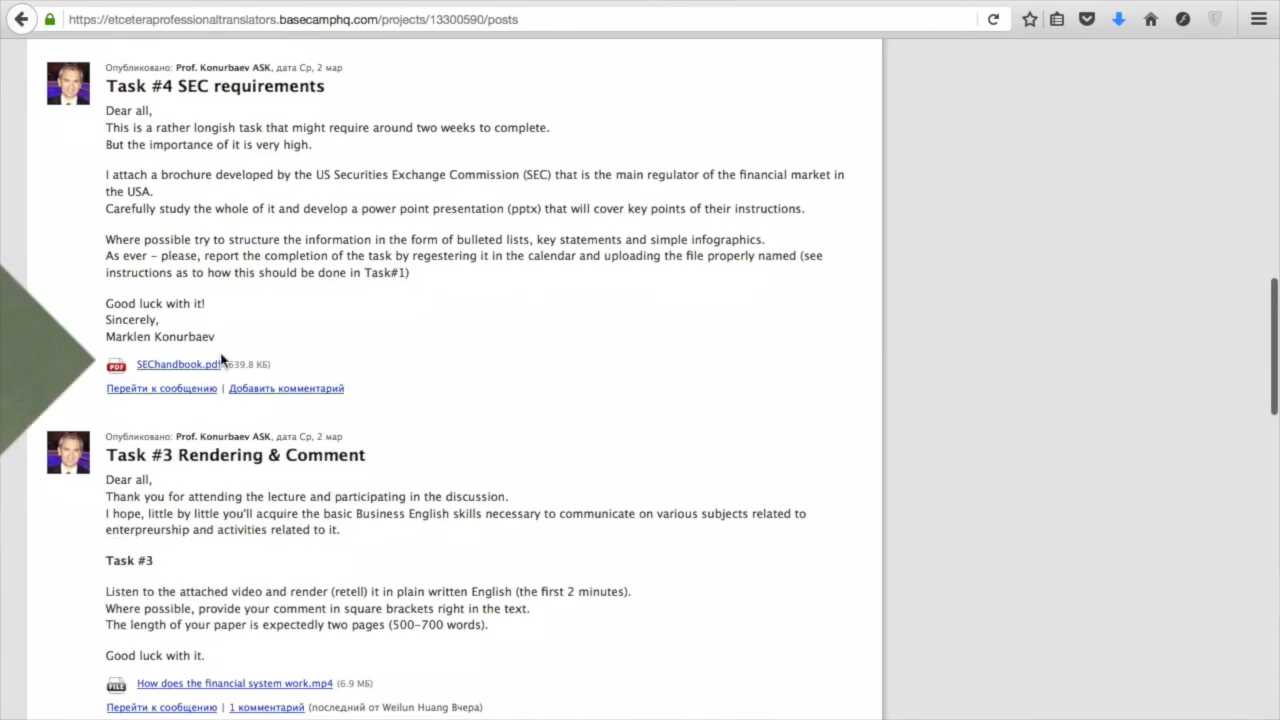 https://etceteraprofessionaltranslators.basecamphq.com/projects/13300590/posts
Опубликовано: Prof. Konurbaev ASK, дата Ср, 2 мар
Task #4 SEC requirements
Dear all,
This is a rather longish task that might require around two weeks to complete.
But the importance of it is very high.
I attach a brochure developed by the US Securities Exchange Commission (SEC) that is the main regulator of the financial market in
the USA.
Carefully study the whole of it and develop a power point presentation (pptx) that will cover key points of their instructions.
Where possible try to structure the information in the form of bulleted lists, key statements and simple infographics.
As ever - please, report the completion of the task by regestering it in the calendar and uploading the file properly named (see
instructions as to how this should be done in Task#1)
Good luck with it!
Sincerely,
Marklen Konurbaev
PDF SEChandbook.pdf (639.8 КБ)
Перейти к сообщению | Добавить комментарий
Опубликовано: Prof. Konurbaev ASK, дата Ср, 2 мар
Task #3 Rendering & Comment
Dear all,
Thank you for attending the lecture and participating in the discussion.
I hope, little by little you'll acquire the basic Business English skills necessary to communicate on various subjects related to
enterpreurship and activities related to it.
Task #3
Listen to the attached video and render (retell) it in plain written English (the first 2 minutes).
Where possible, provide your comment in square brackets right in the text.
The length of your paper is expectedly two pages (500-700 words).
Good luck with it.
FILE How does the financial system work.mp4 (6.9 МБ)
Перейти к сообщению | 1 комментарий (последний от Weilun Huang Вчера)